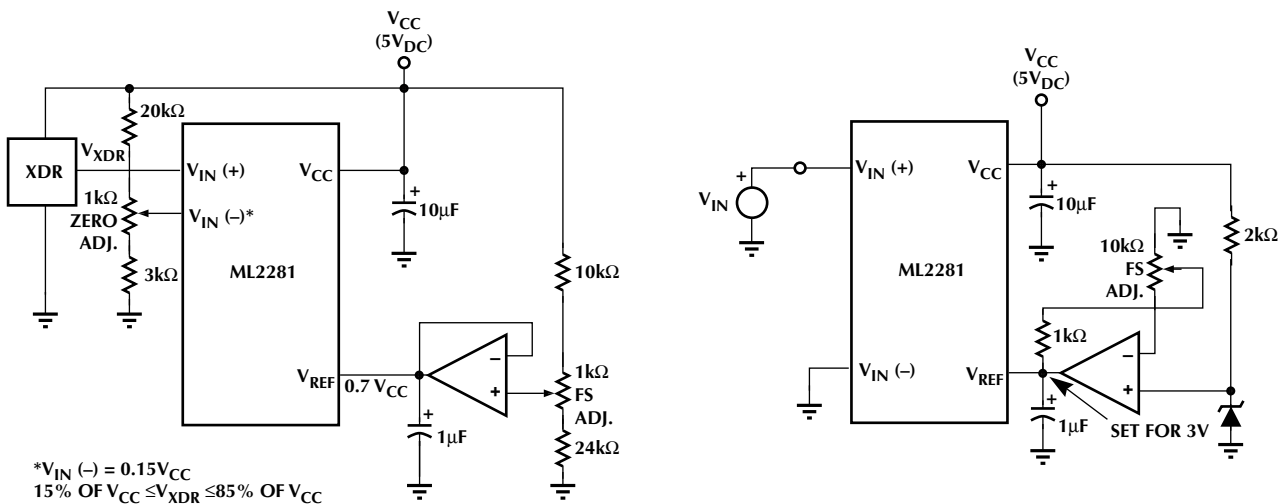 VCC
(5VDC)
20kΩ
XDR
VXDR
VIN (+)
VCC
1kΩ
ZERO
ADJ.
VIN (–)*
+
10µF
3kΩ
ML2281
10kΩ
–
+
VREF
0.7 VCC
1kΩ
FS
ADJ.
+
1µF
24kΩ
*VIN (–) = 0.15VCC
15% OF VCC ≤VXDR ≤85% OF VCC
VCC
(5VDC)
VIN
+
VIN (+)
VCC
+
10µF
2kΩ
10kΩ
FS
ADJ.
ML2281
1kΩ
–
+
VIN (–)
VREF
+
1µF
SET FOR 3V